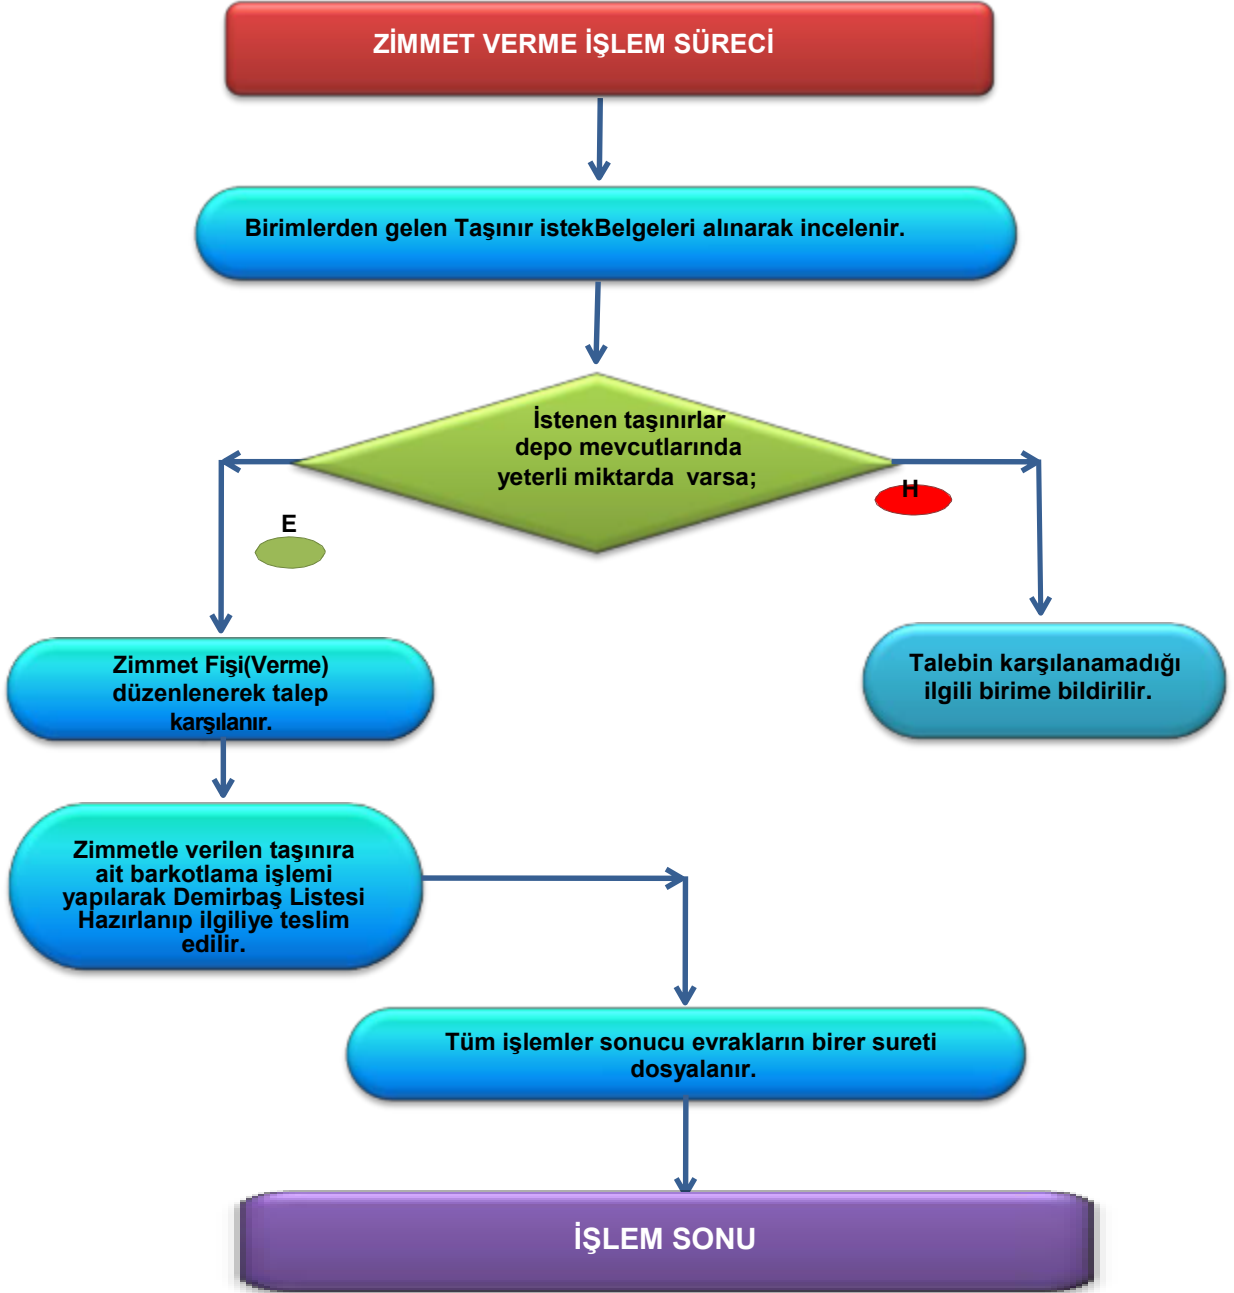 ZİMMET VERME İŞLEM SÜRECİ
Birimlerden gelen Taşınır istekBelgeleri alınarak incelenir.
İstenen taşınırlar
depo mevcutlarında
yeterli miktarda varsa;
H
E
Zimmet Fişi(Verme)
düzenlenerek talep
karşılanır.
Talebin karşılanamadığı
ilgili birime bildirilir.
Zimmetle verilen taşınıra
ait barkotlama işlemi
yapılarak Demirbaş Listesi
Hazırlanıp ilgiliye teslim
edilir.
Tüm işlemler sonucu evrakların birer sureti
dosyalanır.
İŞLEM SONU